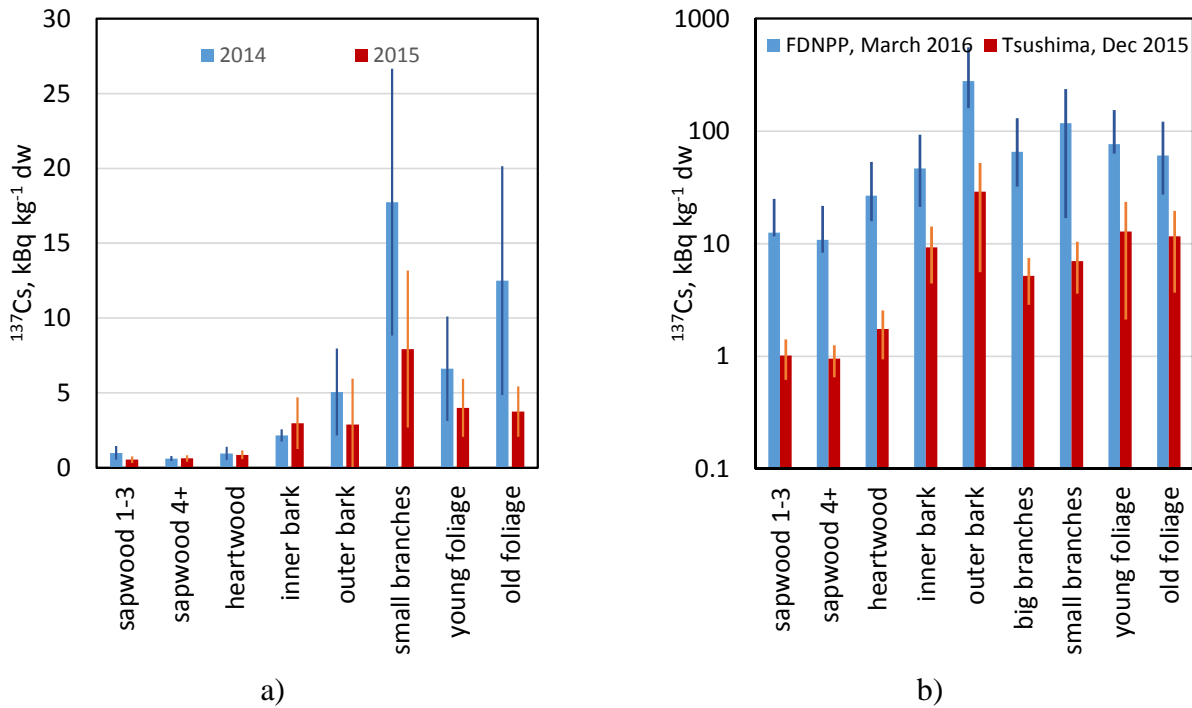 30
25
20
15
10
5
0
¹³⁷Cs, kBq kg⁻¹ dw
2014 2015
sapwood 1-3
sapwood 4+
heartwood
inner bark
outer bark
small branches
young foliage
old foliage
a)
1000
100
10
1
0.1
¹³⁷Cs, kBq kg⁻¹ dw
FDNPP, March 2016 Tsushima, Dec 2015
sapwood 1-3
sapwood 4+
heartwood
inner bark
outer bark
big branches
small branches
young foliage
old foliage
b)